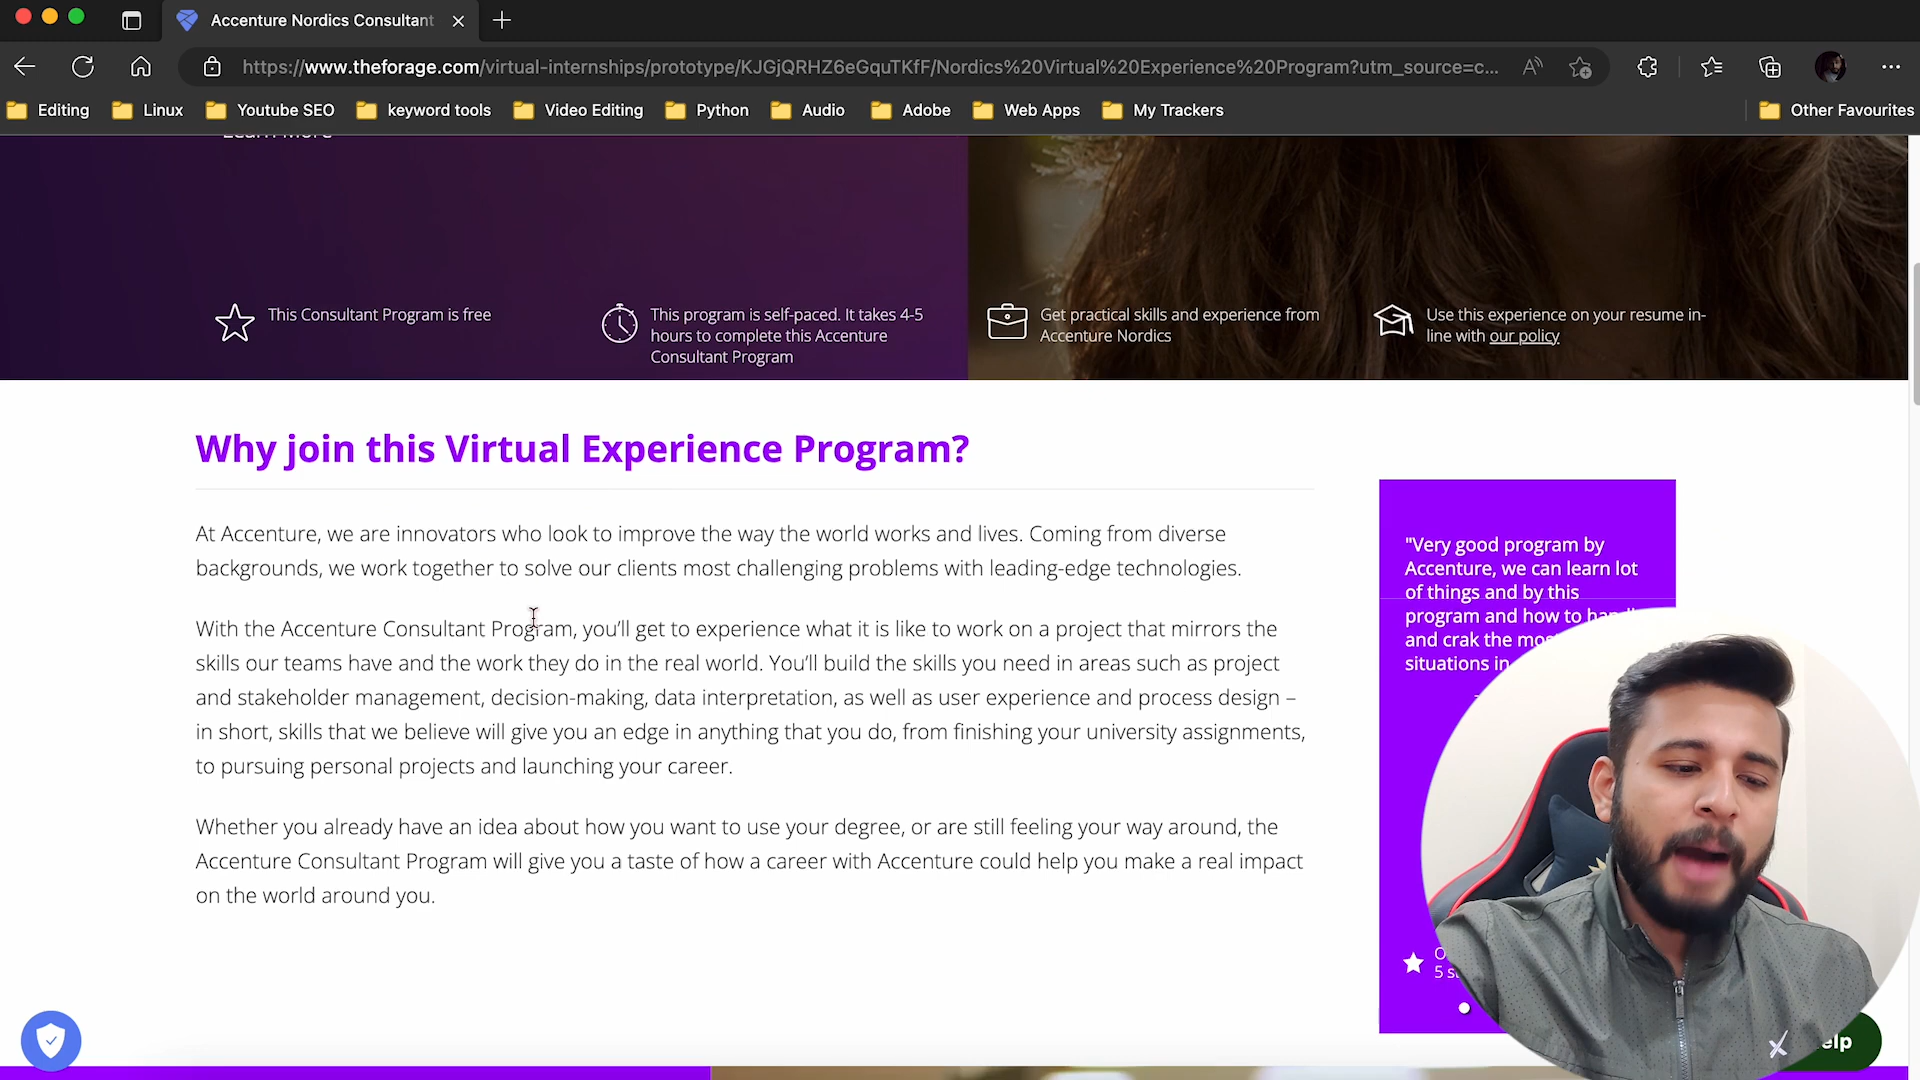 Accenture Nordics Consultant
https://www.theforage.com/virtual-internships/prototype/KJGjQRHZ6eGquTKfF/Nordics%20Virtual%20Experience%20Program?utm_source=c...
Editing
Linux
Youtube SEO
keyword tools
Video Editing
Python
Audio
Adobe
Web Apps
My Trackers
Other Favourites
Learn More
This Consultant Program is free
This program is self-paced. It takes 4-5
hours to complete this Accenture
Consultant Program
Get practical skills and experience from
Accenture Nordics
Use this experience on your resume in-
line with our policy
Why join this Virtual Experience Program?
At Accenture, we are innovators who look to improve the way the world works and lives. Coming from diverse
backgrounds, we work together to solve our clients most challenging problems with leading-edge technologies.
With the Accenture Consultant Program, you’ll get to experience what it is like to work on a project that mirrors the
skills our teams have and the work they do in the real world. You’ll build the skills you need in areas such as project
and stakeholder management, decision-making, data interpretation, as well as user experience and process design –
in short, skills that we believe will give you an edge in anything that you do, from finishing your university assignments,
to pursuing personal projects and launching your career.
Whether you already have an idea about how you want to use your degree, or are still feeling your way around, the
Accenture Consultant Program will give you a taste of how a career with Accenture could help you make a real impact
on the world around you.
"Very good program by
Accenture, we can learn lot
of things and by this
program and how to
and crak the
situations in
5